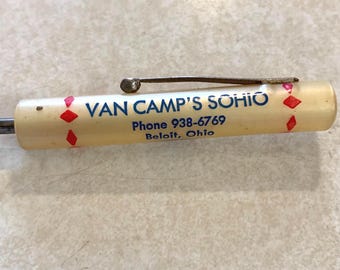 VAN CAMP'S SOHIO
Phone 938-6769
Beloit, Ohio